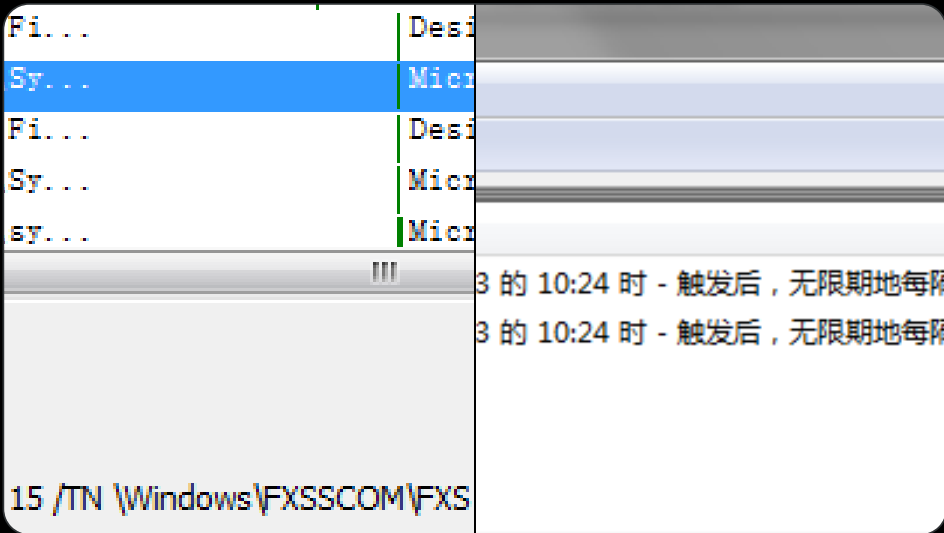 Fi... Desi
Sy... Micr
Fi... Desi
Sy... Micr
sy... Micr
15 /TN \Windows\FXSSCOM\FXS
3 的 10:24 时 - 触发后，无限期地每隔
3 的 10:24 时 - 触发后，无限期地每隔